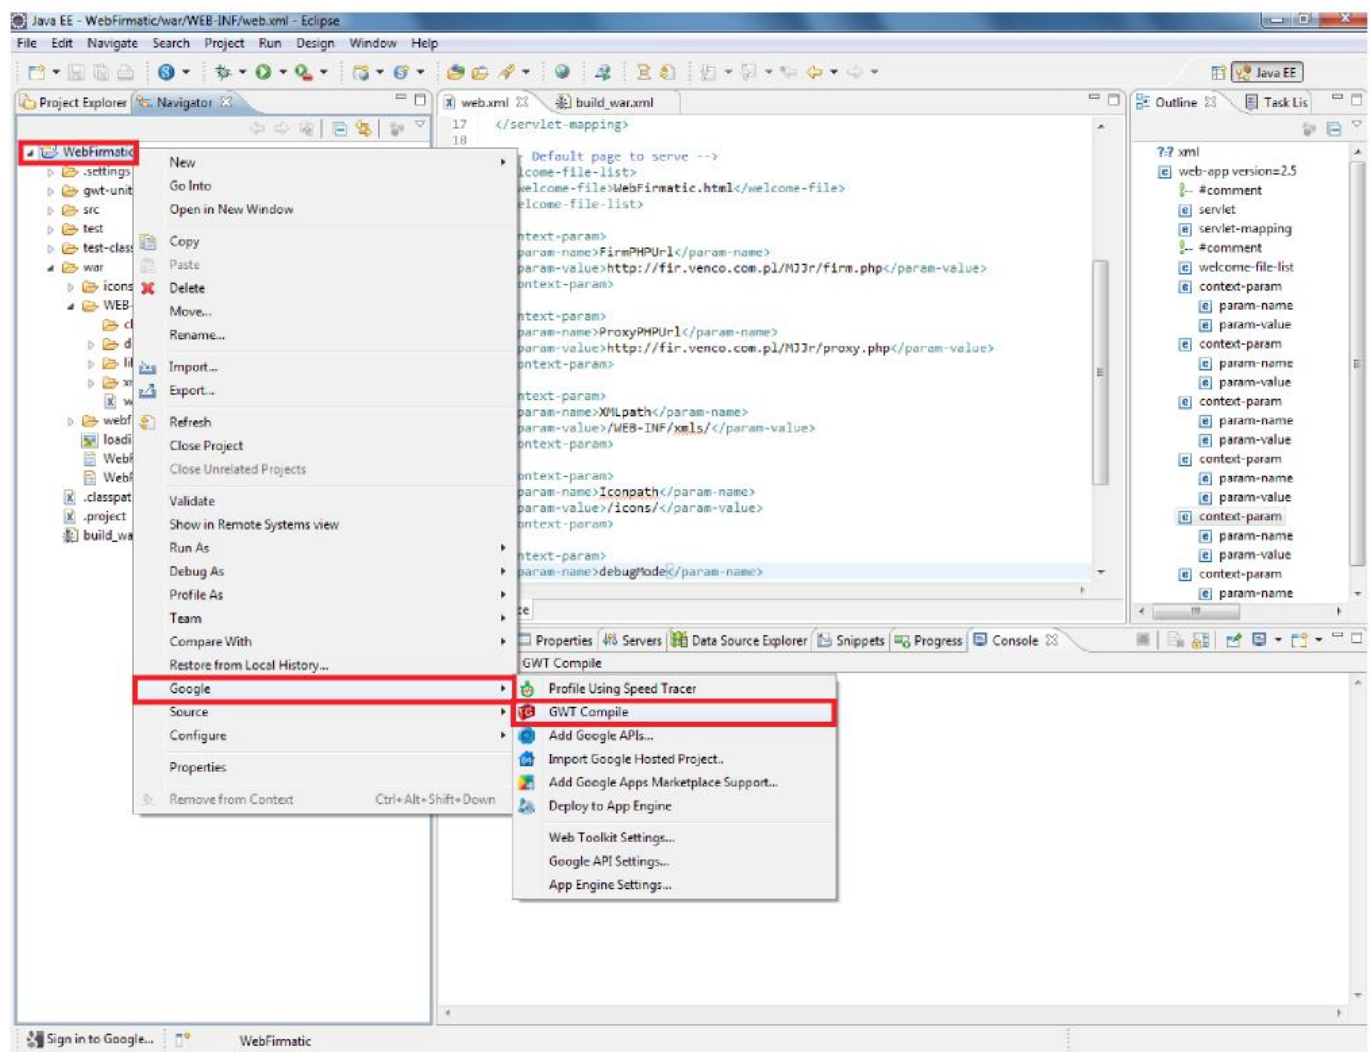 Java EE - WebFirmatic/war/WEB-INF/web.xml - Eclipse
File Edit Navigate Search Project Run Design Window Help
Java EE
Project Explorer Navigator
WebFirmatic
.settings
gwt-unit
src
test
test-clas
war
icons
WEB-
cl
d
li
x
w
webf
loadi
WebF
WebF
.classpat
.project
build_wa
New
Go Into
Open in New Window
Copy
Paste
Delete
Move...
Rename...
Import...
Export...
Refresh
Close Project
Close Unrelated Projects
Validate
Show in Remote Systems view
Run As
Debug As
Profile As
Team
Compare With
Restore from Local History...
Google
Source
Configure
Properties
Remove from Context Ctrl+Alt+Shift+Down
web.xml build_war.xml
17 </servlet-mapping>
18
Default page to serve -->
lcome-file-list>
welcome-file>WebFirmatic.html</welcome-file>
elcome-file-list>
ntext-param>
param-name>FirmPHPUrl</param-name>
param-value>http://fir.venco.com.pl/MJJr/firm.php</param-value>
ontext-param>
ntext-param>
param-name>ProxyPHPUrl</param-name>
param-value>http://fir.venco.com.pl/MJJr/proxy.php</param-value>
ontext-param>
ntext-param>
param-name>XMLpath</param-name>
param-value>/WEB-INF/xmls/</param-value>
ontext-param>
ontext-param>
param-name>Iconpath</param-name>
param-value>/icons/</param-value>
ontext-param>
ntext-param>
param-name>debugMode</param-name>
ce
Properties Servers Data Source Explorer Snippets Progress Console
GWT Compile
Profile Using Speed Tracer
GWT Compile
Add Google APIs...
Import Google Hosted Project..
Add Google Apps Marketplace Support...
Deploy to App Engine
Web Toolkit Settings...
Google API Settings...
App Engine Settings...
Outline Task Lis
?-? xml
web-app version=2.5
#comment
servlet
servlet-mapping
#comment
welcome-file-list
context-param
param-name
param-value
context-param
param-name
param-value
context-param
param-name
param-value
context-param
param-name
param-value
context-param
param-name
param-value
context-param
param-name
Sign in to Google...
WebFirmatic